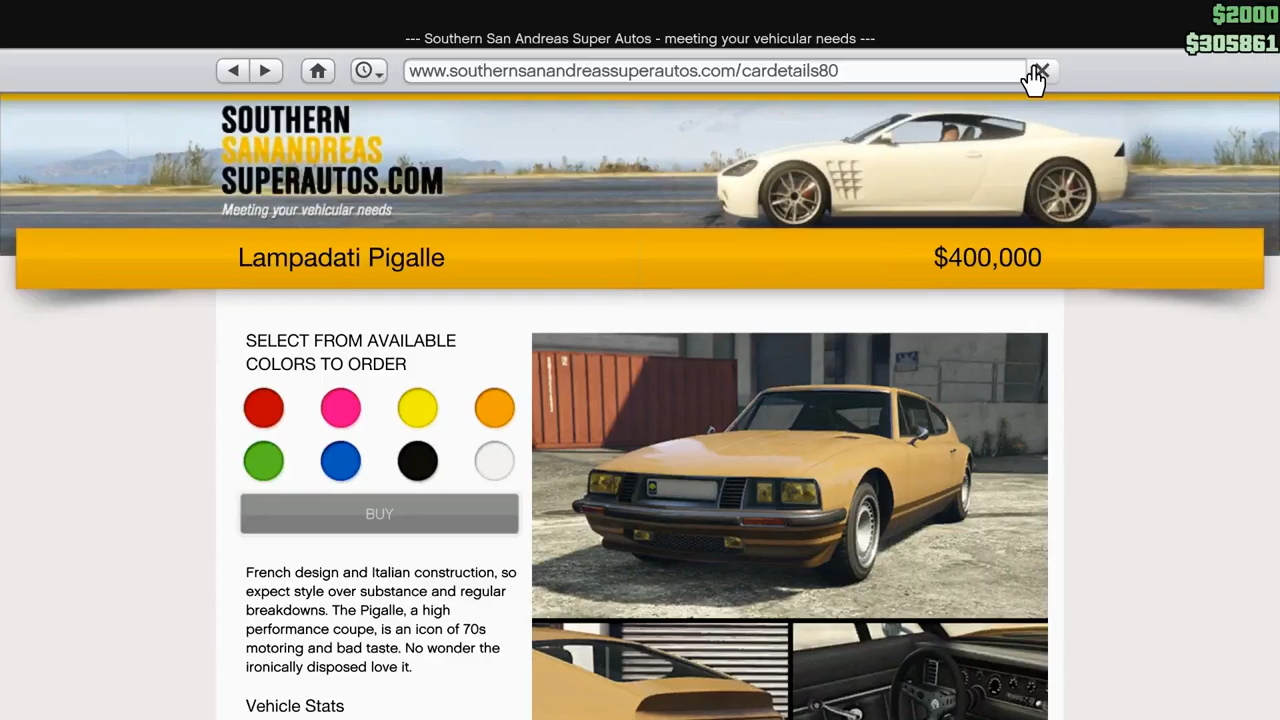 $2000
--- Southern San Andreas Super Autos - meeting your vehicular needs ---
$305861
www.southernsanandreassuperautos.com/cardetails80
SOUTHERN
SANANDREAS
SUPERAUTOS.COM
Meeting your vehicular needs
Lampadati Pigalle
$400,000
SELECT FROM AVAILABLE
COLORS TO ORDER
BUY
French design and Italian construction, so
expect style over substance and regular
breakdowns. The Pigalle, a high
performance coupe, is an icon of 70s
motoring and bad taste. No wonder the
ironically disposed love it.
Vehicle Stats